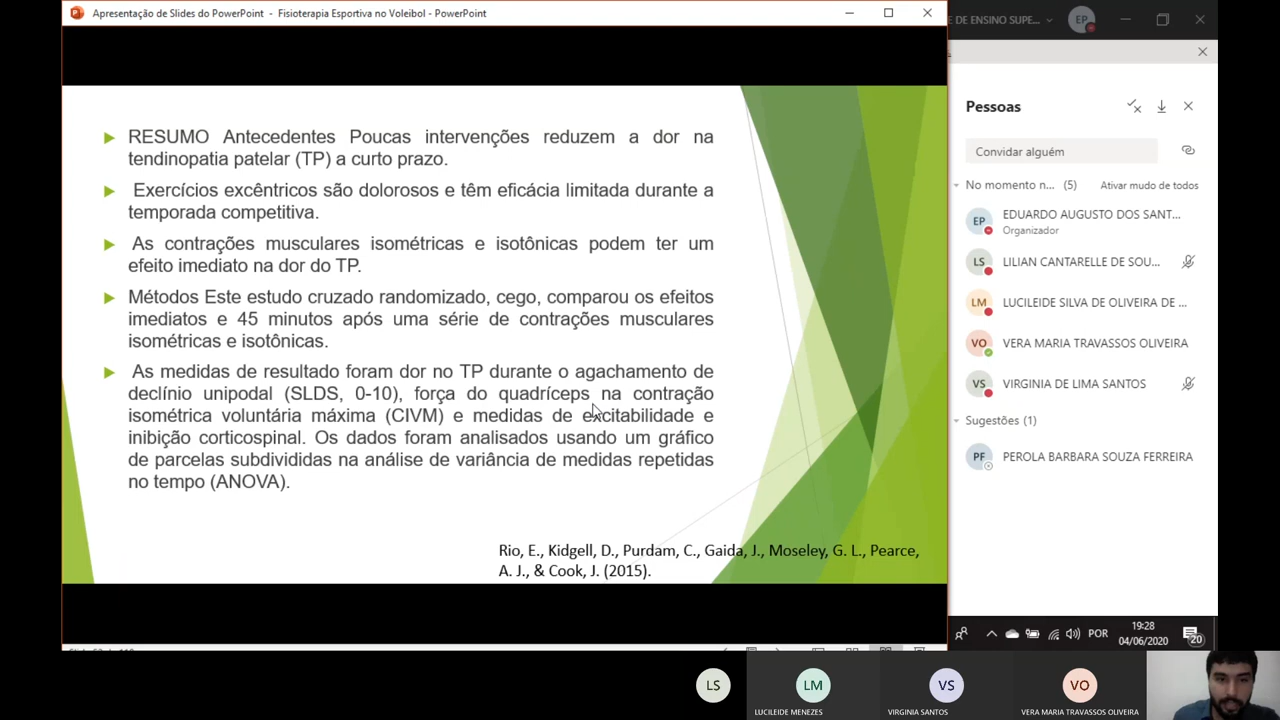 Apresentação de Slides do PowerPoint - Fisioterapia Esportiva no Voleibol - PowerPoint
E DE ENSINO SUPE...
EP
RESUMO Antecedentes Poucas intervenções reduzem a dor na
tendinopatia patelar (TP) a curto prazo.
Exercícios excêntricos são dolorosos e têm eficácia limitada durante a
temporada competitiva.
As contrações musculares isométricas e isotônicas podem ter um
efeito imediato na dor do TP.
Métodos Este estudo cruzado randomizado, cego, comparou os efeitos
imediatos e 45 minutos após uma série de contrações musculares
isométricas e isotônicas.
As medidas de resultado foram dor no TP durante o agachamento de
declínio unipodal (SLDS, 0-10), força do quadríceps na contração
isométrica voluntária máxima (CIVM) e medidas de excitabilidade e
inibição corticospinal. Os dados foram analisados usando um gráfico
de parcelas subdivididas na análise de variância de medidas repetidas
no tempo (ANOVA).
Rio, E., Kidgell, D., Purdam, C., Gaida, J., Moseley, G. L., Pearce,
A. J., & Cook, J. (2015).
Pessoas
Convidar alguém
No momento n... (5) Ativar mudo de todos
EP EDUARDO AUGUSTO DOS SANT...
Organizador
LS LILIAN CANTARELLE DE SOU...
LM LUCILEIDE SILVA DE OLIVEIRA DE ...
VO VERA MARIA TRAVASSOS OLIVEIRA
VS VIRGINIA DE LIMA SANTOS
Sugestões (1)
PF PEROLA BARBARA SOUZA FERREIRA
POR
19:28
04/06/2020
20
LS
LM
VS
VO
LUCILEIDE MENEZES
VIRGINIA SANTOS
VERA MARIA TRAVASSOS OLIVEIRA